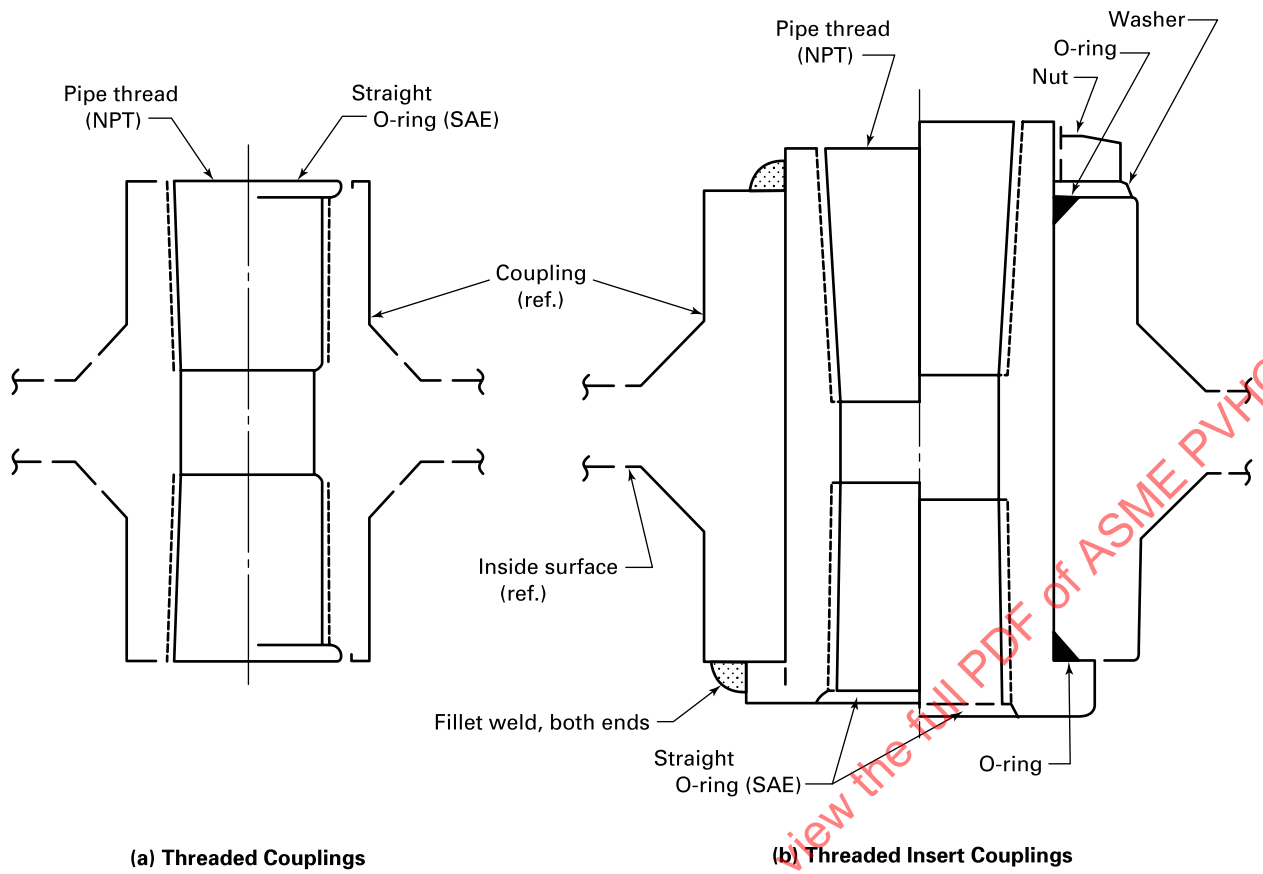 Pipe thread
(NPT)
Straight
O-ring (SAE)
Pipe thread
(NPT)
Washer
O-ring
Nut
Coupling
(ref.)
Inside surface
(ref.)
Fillet weld, both ends
Straight
O-ring (SAE)
O-ring
(a) Threaded Couplings
(b) Threaded Insert Couplings
view the full PDF of ASME PVHO